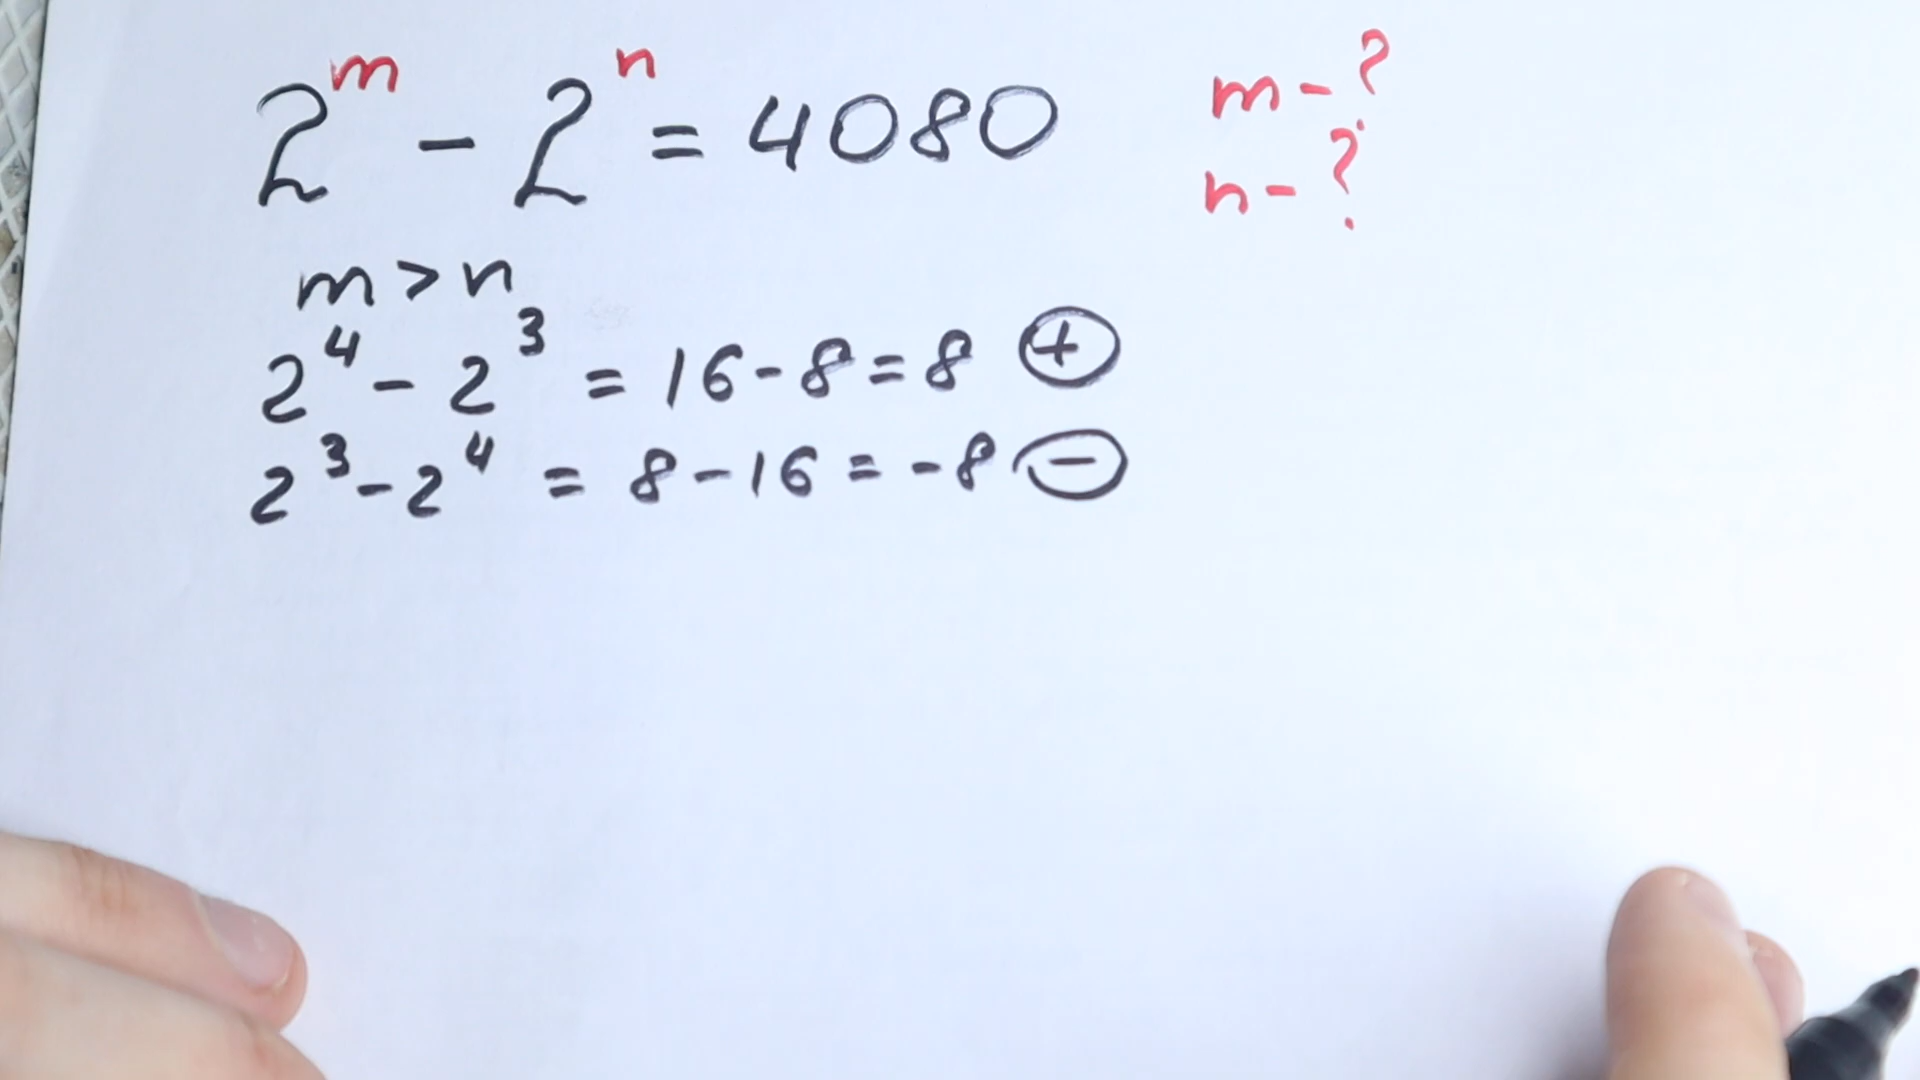 2^m - 2^n = 4080
m - ?
n - ?
m > n
2^4 - 2^3 = 16 - 8 = 8 ⊕
2^3 - 2^4 = 8 - 16 = -8 ⊖